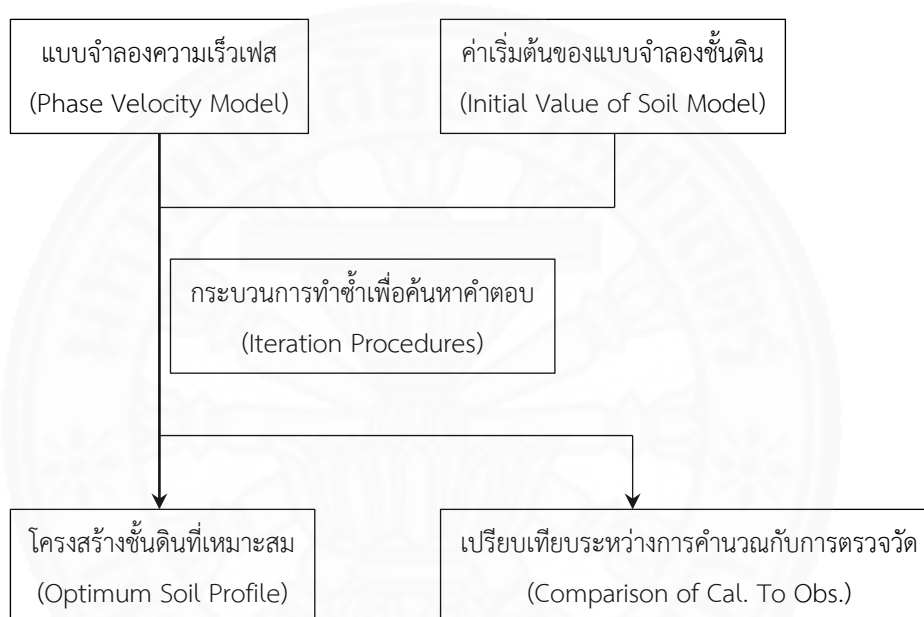 แบบจำลองความเร็วเฟส
(Phase Velocity Model)
ค่าเริ่มต้นของแบบจำลองชั้นดิน
(Initial Value of Soil Model)
กระบวนการทำซ้ำเพื่อค้นหาคำตอบ
(Iteration Procedures)
โครงสร้างชั้นดินที่เหมาะสม
(Optimum Soil Profile)
เปรียบเทียบระหว่างการคำนวณกับการตรวจวัด
(Comparison of Cal. To Obs.)